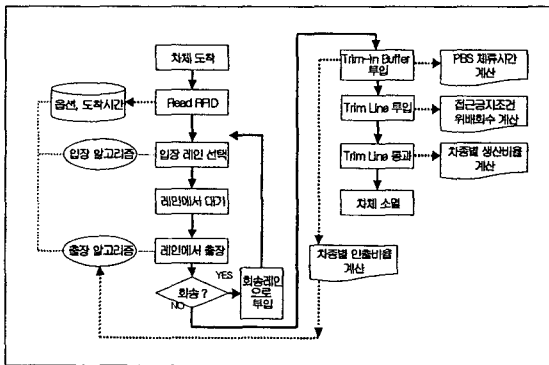 차체 도착
옵션, 도착시간
Read RFID
입장 알고리즘
입장 레인 선택
레인에서 대기
출장 알고리즘
레인에서 출장
회송 ?
YES
NO
회송레인
으로
투입
Trim-In Buffer
투입
PBS 체류시간
계산
Trim Line 투입
접근금지조건
위배회수 계산
Trim Line 통과
차종별 생산비율
계산
차체 소멸
차종별 인출비율
계산